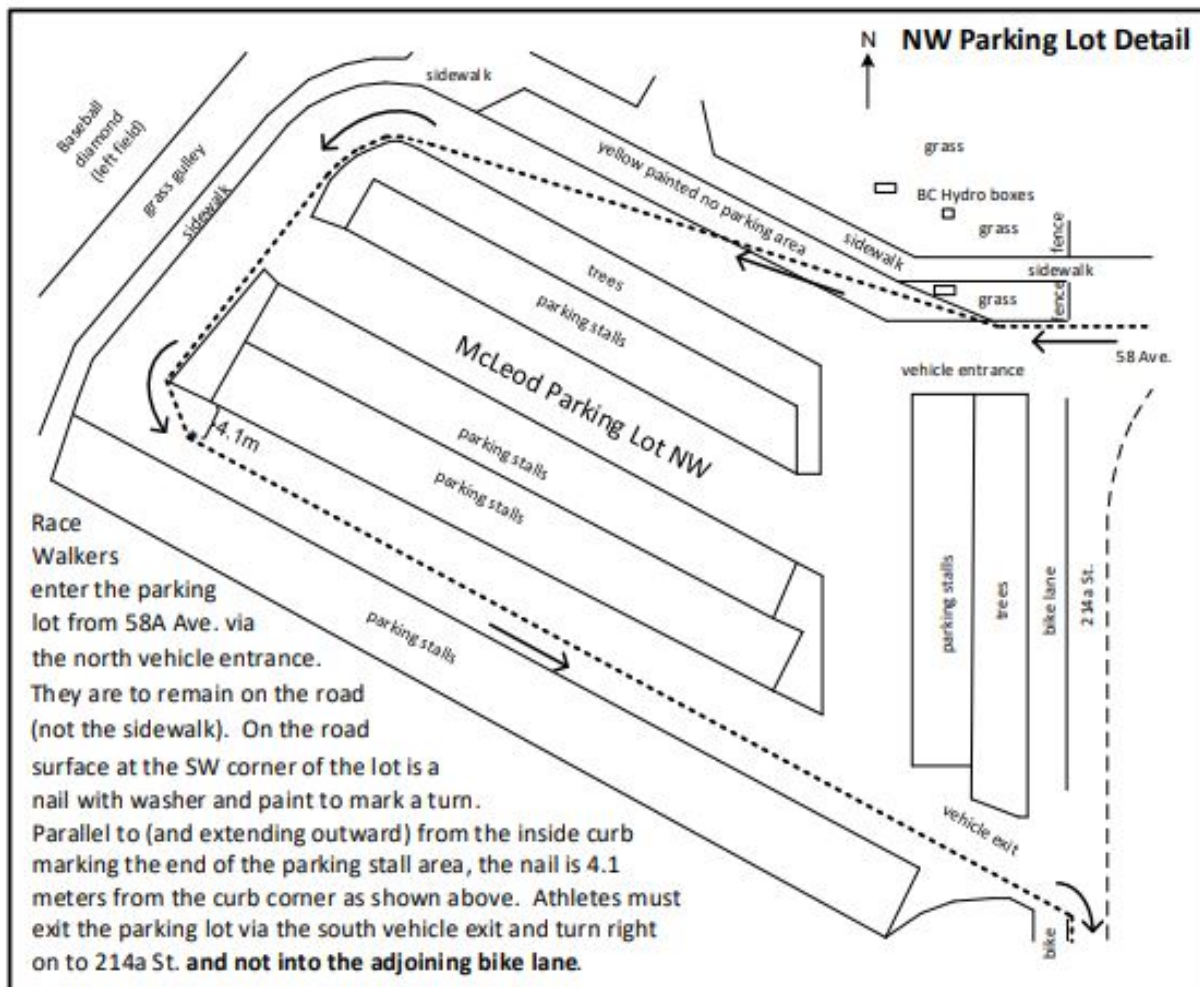 NW Parking Lot Detail
N
sidewalk
Baseball
diamond
(left field)
grass gulley
sidewalk
yellow painted no parking area
sidewalk
grass
BC Hydro boxes
grass
fence
sidewalk
grass
fence
58 Ave.
vehicle entrance
trees
parking stalls
McLeod Parking Lot NW
parking stalls
parking stalls
4.1m
parking stalls
parking stalls
trees
bike lane
214a St.
vehicle exit
bike
Race
Walkers
enter the parking
lot from 58A Ave. via
the north vehicle entrance.
They are to remain on the road
(not the sidewalk). On the road
surface at the SW corner of the lot is a
nail with washer and paint to mark a turn.
Parallel to (and extending outward) from the inside curb
marking the end of the parking stall area, the nail is 4.1
meters from the curb corner as shown above. Athletes must
exit the parking lot via the south vehicle exit and turn right
on to 214a St. and not into the adjoining bike lane.